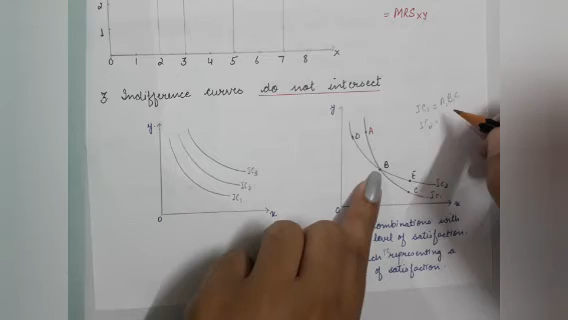 2
1
0 1 2 3 4 5 6 7 8 x
= MRSxy
3. Indifference curves do not intersect
y
IC3
IC2
IC1
0
x
y
D
A
B
E
C
IC2
IC1
x
IC1 = A,B,C
IC2 -
combinations with
level of satisfaction.
representing a
of satisfaction.